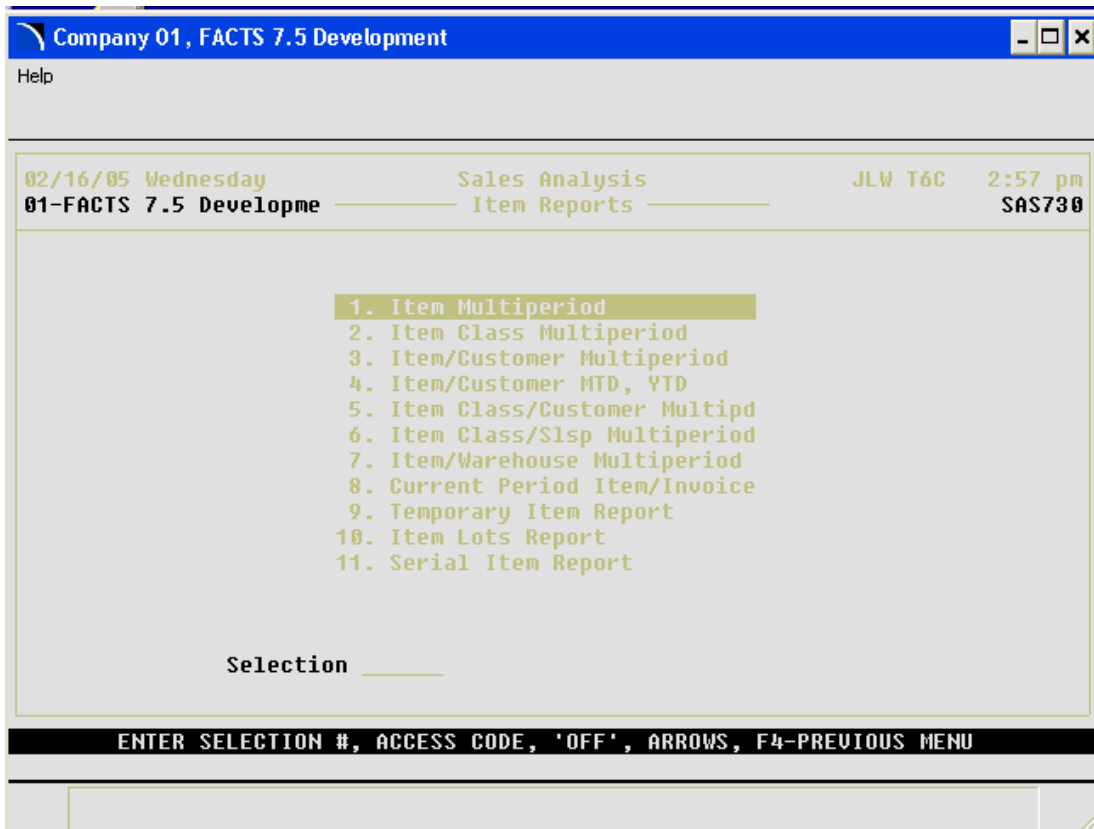 Company 01, FACTS 7.5 Development
Help
02/16/05 Wednesday Sales Analysis JLW T6C 2:57 pm
01-FACTS 7.5 Developme Item Reports SAS730
1. Item Multiperiod
2. Item Class Multiperiod
3. Item/Customer Multiperiod
4. Item/Customer MTD, YTD
5. Item Class/Customer Multipd
6. Item Class/Slsp Multiperiod
7. Item/Warehouse Multiperiod
8. Current Period Item/Invoice
9. Temporary Item Report
10. Item Lots Report
11. Serial Item Report
Selection ______
ENTER SELECTION #, ACCESS CODE, 'OFF', ARROWS, F4-PREVIOUS MENU